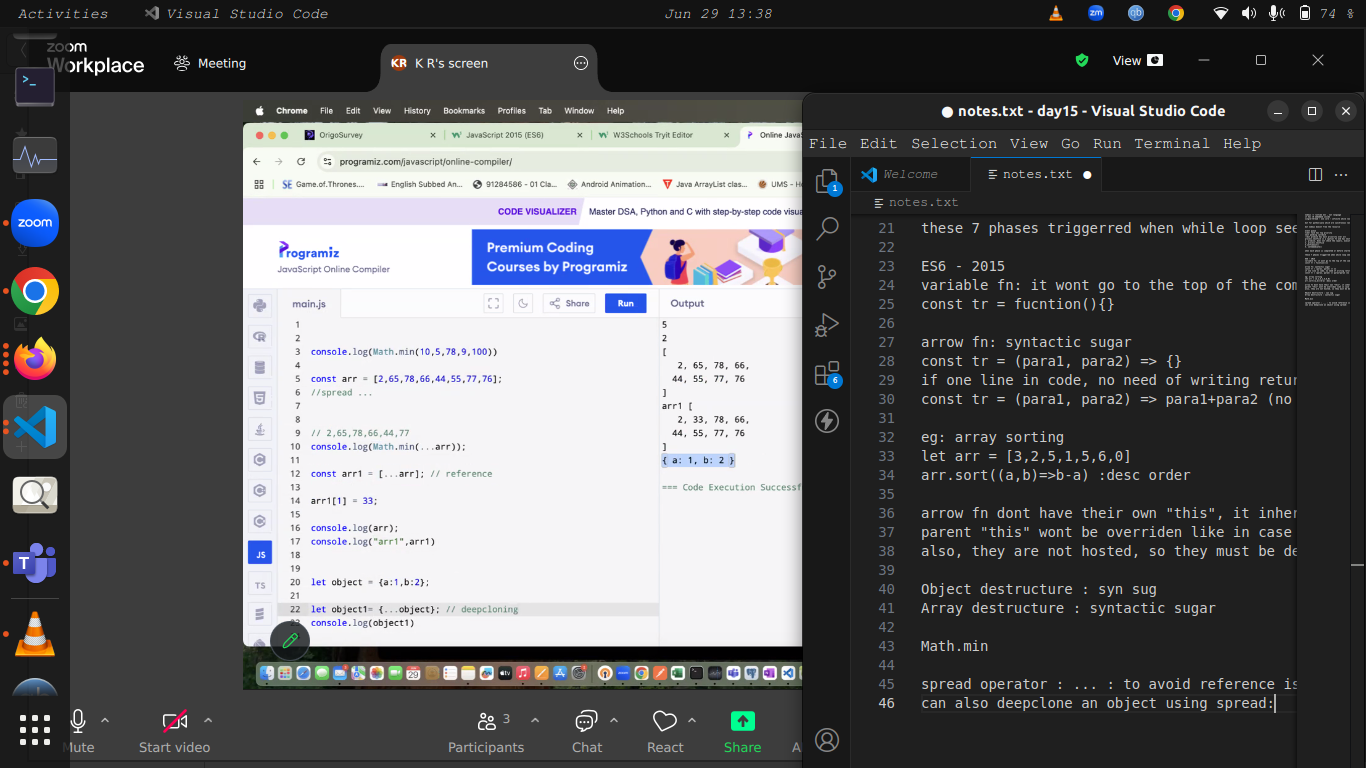 Activities
Visual Studio Code
Jun 29 13:38
zm
qb
74 %
zoom
Workplace
Meeting
KR
K R's screen
View
Chrome
File
Edit
View
History
Bookmarks
Profiles
Tab
Window
Help
OrigoSurvey
JavaScript 2015 (ES6)
W3Schools Tryit Editor
Online Java
programiz.com/javascript/online-compiler/
Game.of.Thrones....
English Subbed An...
91284586 - 01 Cla...
Android Animation...
Java ArrayList clas...
UMS - H
CODE VISUALIZER
Master DSA, Python and C with step-by-step code visua
Programiz
JavaScript Online Compiler
Premium Coding
Courses by Programiz
main.js
Share
Run
Output
JS
TS
1
2
3 console.log(Math.min(10,5,78,9,100))
4
5 const arr = [2,65,78,66,44,55,77,76];
6 //spread ...
7
8
9 // 2,65,78,66,44,77
10 console.log(Math.min(...arr));
11
12 const arr1 = [...arr]; // reference
13
14 arr1[1] = 33;
15
16 console.log(arr);
17 console.log("arr1",arr1)
18
19
20 let object = {a:1,b:2};
21
22 let object1= {...object}; // deepcloning
23 console.log(object1)
5
2
[
2, 65, 78, 66,
44, 55, 77, 76
]
arr1 [
2, 33, 78, 66,
44, 55, 77, 76
]
{ a: 1, b: 2 }
=== Code Execution Successf
zoom
29
Mute
Start video
Participants
3
Chat
React
Share
● notes.txt - day15 - Visual Studio Code
File Edit Selection View Go Run Terminal Help
Welcome
notes.txt
notes.txt
1
6
21 these 7 phases triggerred when while loop see
22
23 ES6 - 2015
24 variable fn: it wont go to the top of the com
25 const tr = fucntion(){}
26
27 arrow fn: syntactic sugar
28 const tr = (para1, para2) => {}
29 if one line in code, no need of writing retur
30 const tr = (para1, para2) => para1+para2 (no
31
32 eg: array sorting
33 let arr = [3,2,5,1,5,6,0]
34 arr.sort((a,b)=>b-a) :desc order
35
36 arrow fn dont have their own "this", it inher
37 parent "this" wont be overriden like in case
38 also, they are not hosted, so they must be de
39
40 Object destructure : syn sug
41 Array destructure : syntactic sugar
42
43 Math.min
44
45 spread operator : ... : to avoid reference is
46 can also deepclone an object using spread: